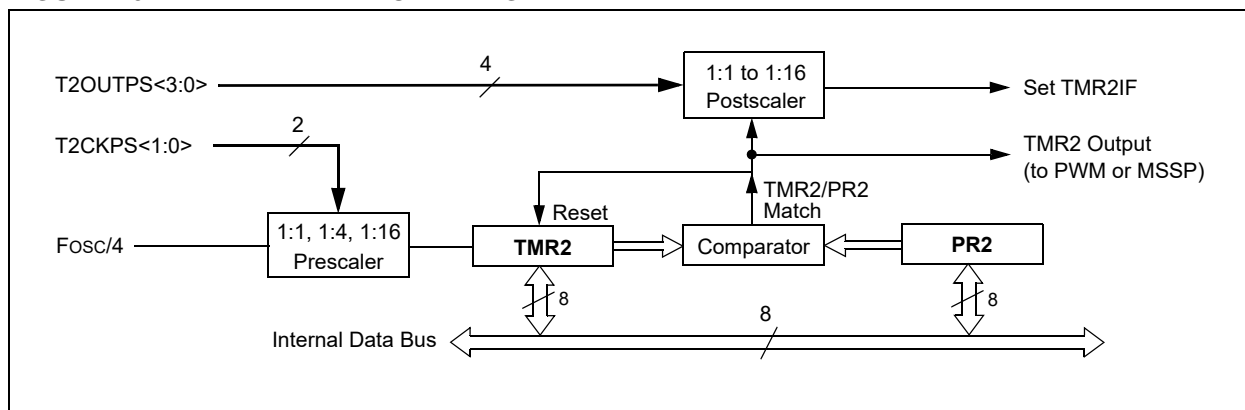 4
1:1 to 1:16
Postscaler
T2OUTPS<3:0>
Set TMR2IF
2
T2CKPS<1:0>
TMR2 Output
(to PWM or MSSP)
TMR2/PR2
Match
Reset
1:1, 1:4, 1:16
Prescaler
FOSC/4
TMR2
Comparator
PR2
8
8
8
Internal Data Bus